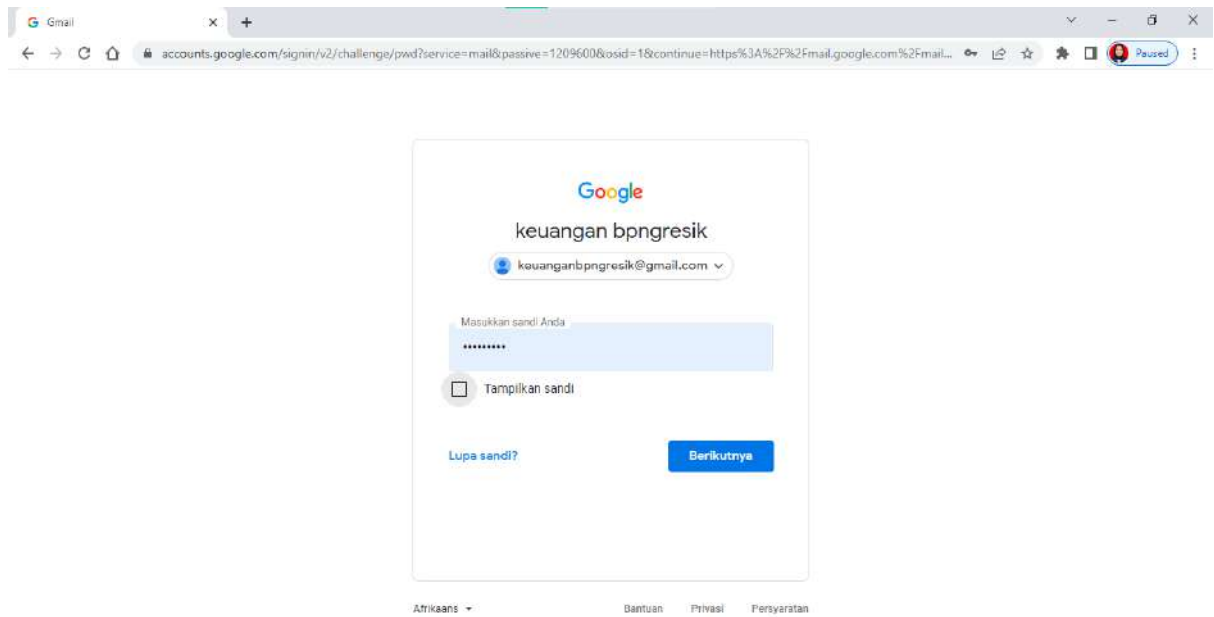 Gmail
accounts.google.com/signin/v2/challenge/pwd?service=mail&passive=1209600&osid=1&continue=https%3A%2F%2Fmail.google.com%2Fmail...
Paused
Google
keuangan bpngresik
keuanganbpngresik@gmail.com
Masukkan sandi Anda
•••••••••
Tampilkan sandi
Lupa sandi?
Berikutnya
Afrikaans
Bantuan Privasi Persyaratan